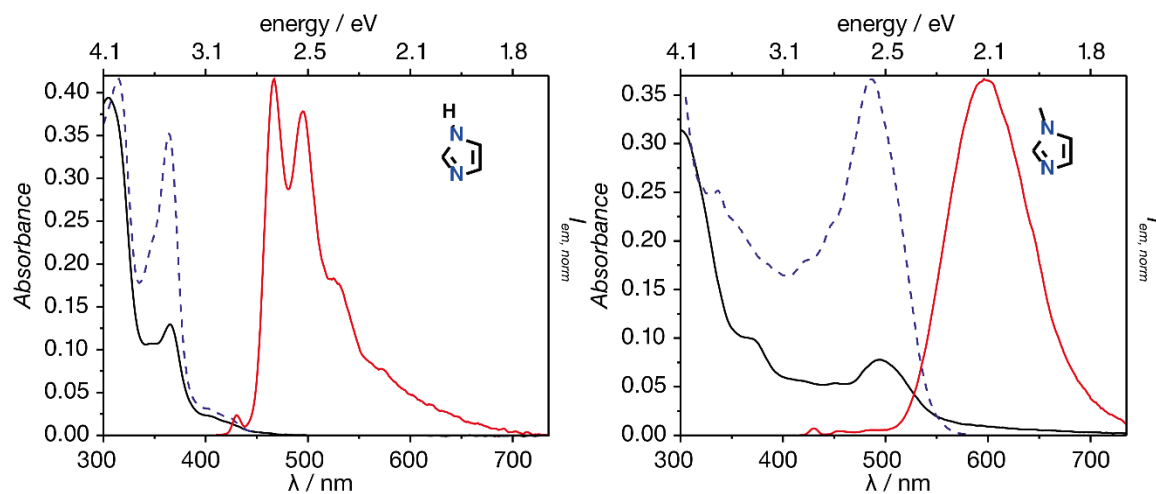 energy / eV
4.1 3.1 2.5 2.1 1.8
0.40
0.35
0.30
0.25
0.20
0.15
0.10
0.05
0.00
Absorbance
H
N
N
I em, norm
300 400 500 600 700
λ / nm
energy / eV
4.1 3.1 2.5 2.1 1.8
0.35
0.30
0.25
0.20
0.15
0.10
0.05
0.00
Absorbance
N
N
I em, norm
300 400 500 600 700
λ / nm